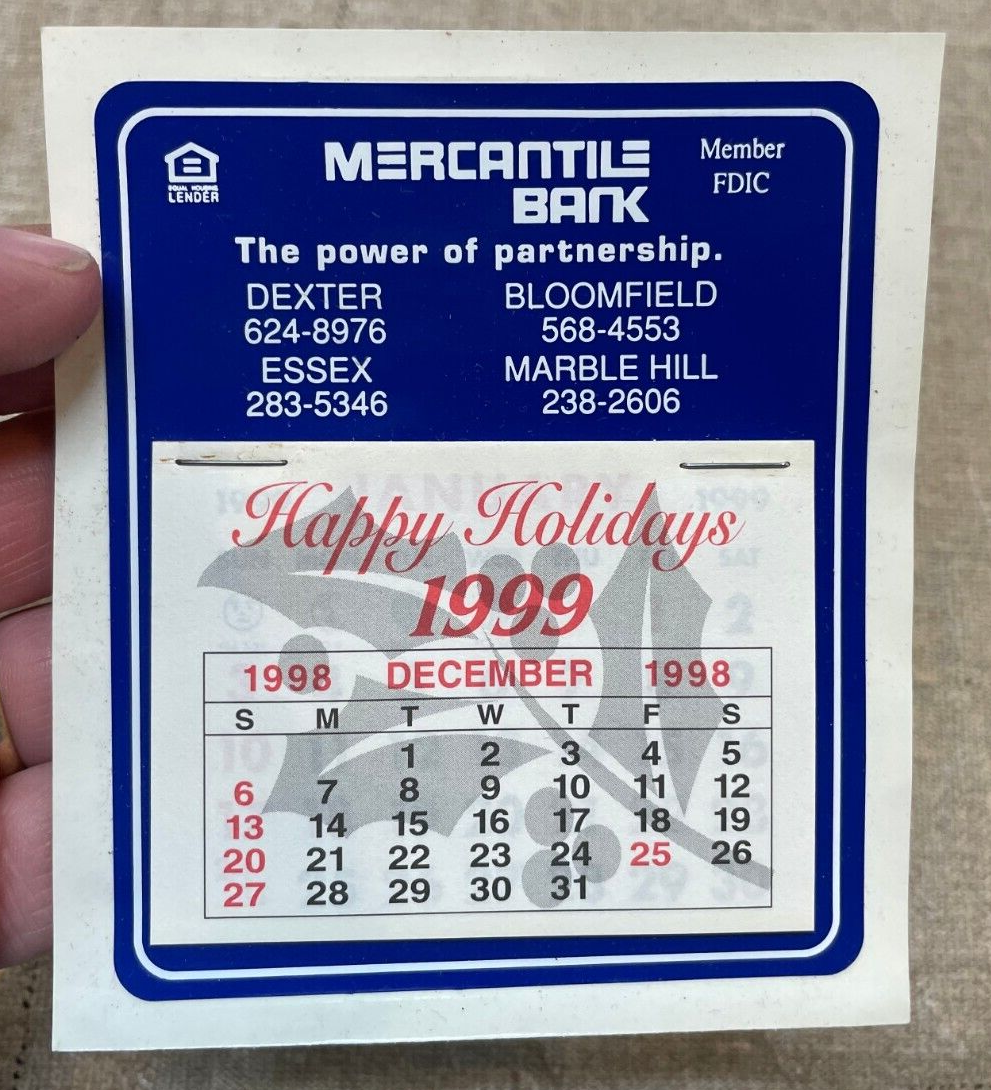 EQUAL HOUSING
LENDER
MERCANTILE
BANK
Member
FDIC
The power of partnership.
DEXTER BLOOMFIELD
624-8976 568-4553
ESSEX MARBLE HILL
283-5346 238-2606
Happy Holidays
1999
1998 DECEMBER 1998
S M T W T F S
1 2 3 4 5
6 7 8 9 10 11 12
13 14 15 16 17 18 19
20 21 22 23 24 25 26
27 28 29 30 31